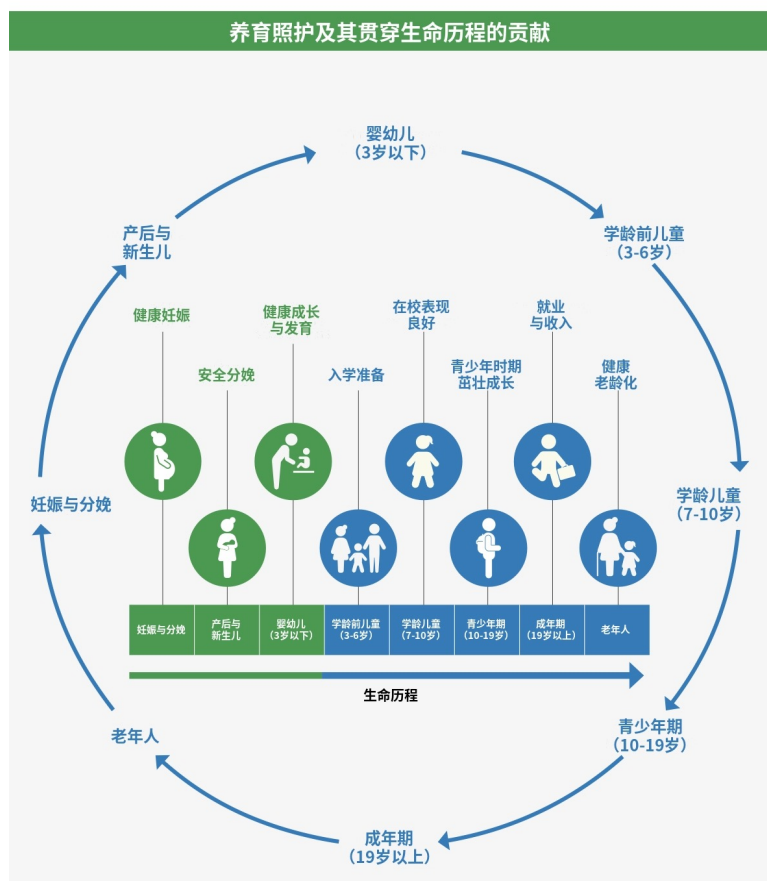 养育照护及其贯穿生命历程的贡献
婴幼儿
（3岁以下）
产后与
新生儿
学龄前儿童
（3-6岁）
健康妊娠
健康成长
与发育
在校表现
良好
就业
与收入
安全分娩
入学准备
青少年时期
茁壮成长
健康
老龄化
妊娠与分娩
学龄儿童
（7-10岁）
妊娠与分娩
产后与
新生儿
婴幼儿
（3岁以下）
学龄前儿童
（3-6岁）
学龄儿童
（7-10岁）
青少年期
（10-19岁）
成年期
（19岁以上）
老年人
生命历程
老年人
青少年期
（10-19岁）
成年期
（19岁以上）